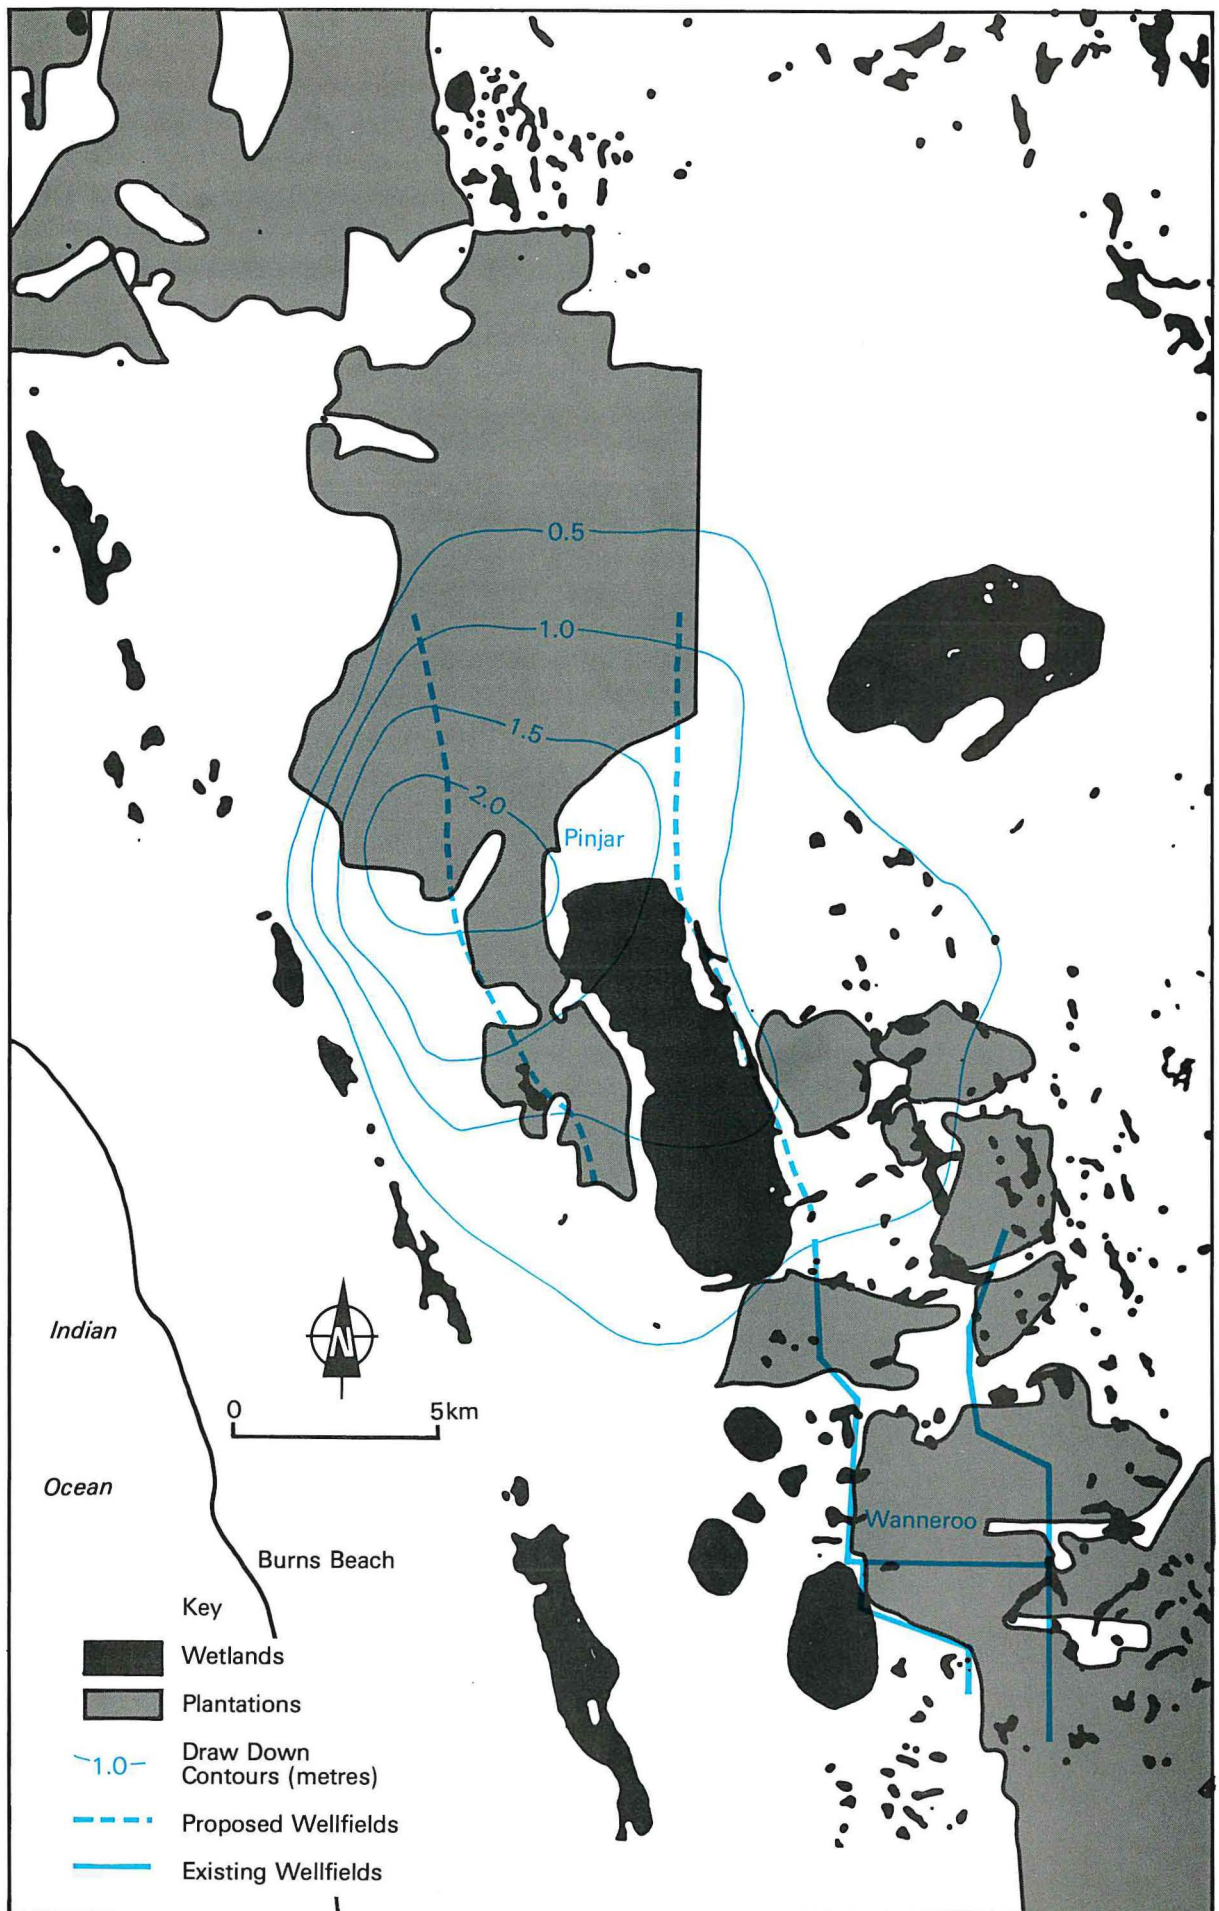 0.5
1.0
1.5
2.0
Pinjar
Indian
N
0 5km
Ocean
Wanneroo
Burns Beach
Key
Wetlands
Plantations
1.0
Draw Down
Contours (metres)
Proposed Wellfields
Existing Wellfields